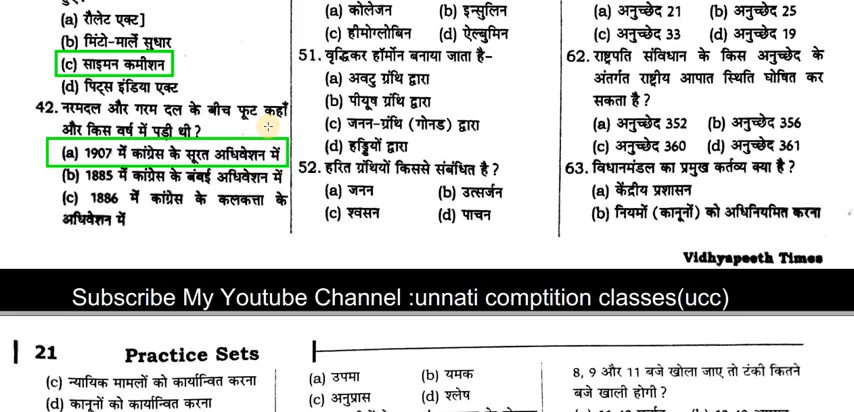 (a) रौलेट एक्ट]
(b) मिंटो-मार्ले सुधार
(c) साइमन कमीशन
(d) पिट्स इंडिया एक्ट
42. नरमदल और गरम दल के बीच फूट कहाँ
और किस वर्ष में पड़ी थी ?
(a) 1907 में कांग्रेस के सूरत अधिवेशन में
(b) 1885 में कांग्रेस के बंबई अधिवेशन में
(c) 1886 में कांग्रेस के कलकत्ता के
अधिवेशन में
(a) कोलेजन (b) इन्सुलिन
(c) हीमोग्लोबिन (d) ऐल्बुमिन
51. वृद्धिकर हॉर्मोन बनाया जाता है–
(a) अवटु ग्रंथि द्वारा
(b) पीयूष ग्रंथि द्वारा
(c) जनन-ग्रंथि (गोनड) द्वारा
(d) हड्डियों द्वारा
52. हरित ग्रंथियों किससे संबंधित है ?
(a) जनन (b) उत्सर्जन
(c) श्वसन (d) पाचन
(a) अनुच्छेद 21 (b) अनुच्छेद 25
(c) अनुच्छेद 33 (d) अनुच्छेद 19
62. राष्ट्रपति संविधान के किस अनुच्छेद के
अंतर्गत राष्ट्रीय आपात स्थिति घोषित कर
सकता है ?
(a) अनुच्छेद 352 (b) अनुच्छेद 356
(c) अनुच्छेद 360 (d) अनुच्छेद 361
63. विधानमंडल का प्रमुख कर्तव्य क्या है ?
(a) केंद्रीय प्रशासन
(b) नियमों (कानूनों) को अधिनियमित करना
Vidhyapeeth Times
Subscribe My Youtube Channel :unnati comptition classes(ucc)
21 Practice Sets
(c) न्यायिक मामलों को कार्यान्वित करना
(d) कानूनों को कार्यान्वित करना
(a) उपमा (b) यमक
(c) अनुप्रास (d) श्लेष
8, 9 और 11 बजे खोला जाए तो टंकी कितने
बजे खाली होगी ?